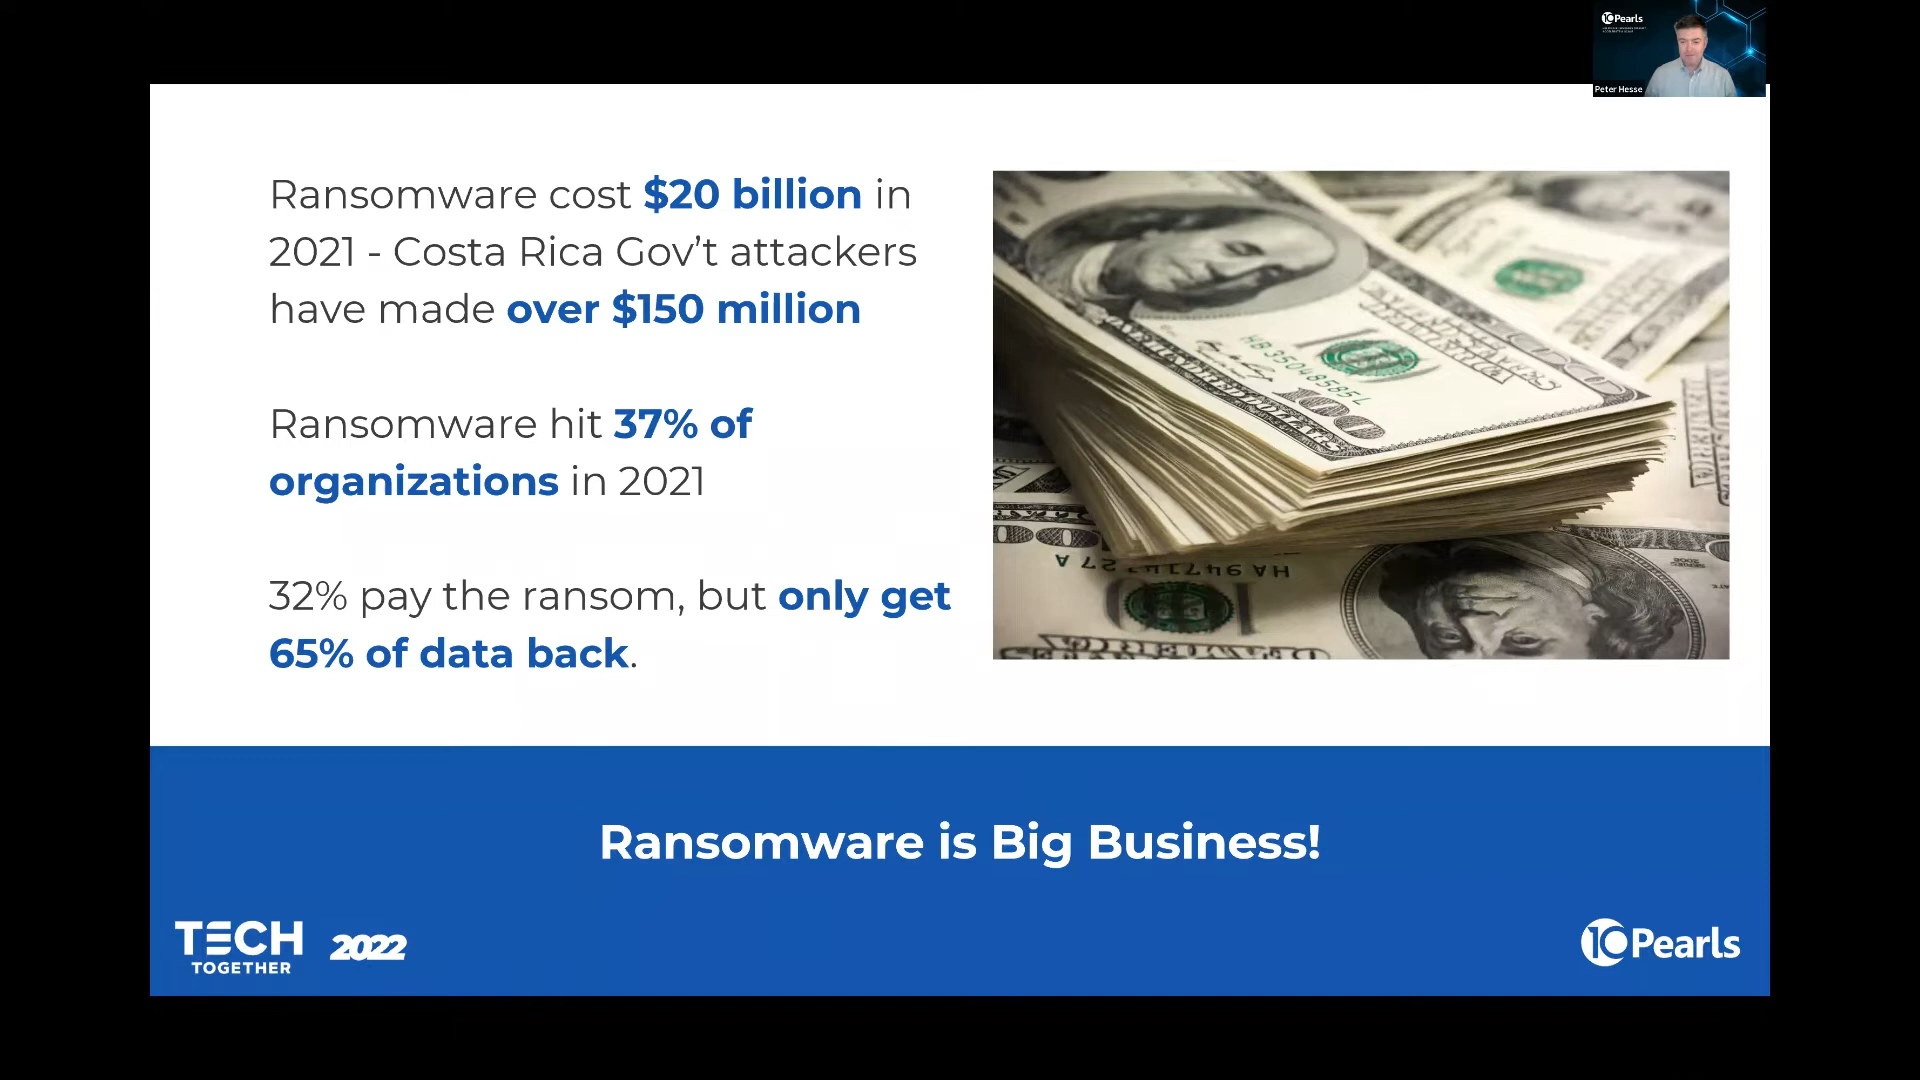 10Pearls
Peter Hesse
Ransomware cost $20 billion in
2021 - Costa Rica Gov’t attackers
have made over $150 million
Ransomware hit 37% of
organizations in 2021
32% pay the ransom, but only get
65% of data back.
HB35048585L
100
Ransomware is Big Business!
TECH
TOGETHER
2022
10Pearls